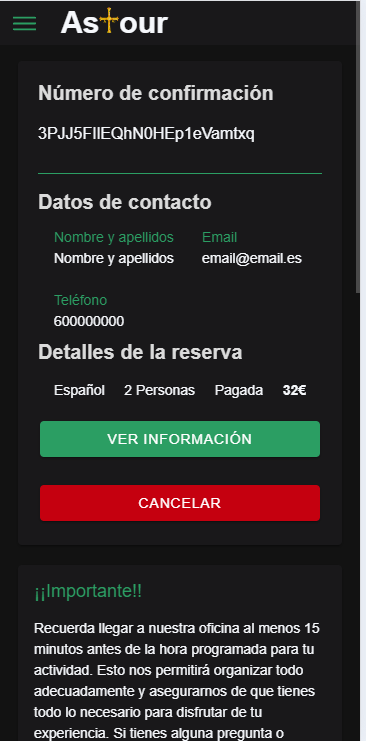 Astour
Número de confirmación
3PJJ5FIlEQhN0HEp1eVamtxq
Datos de contacto
Nombre y apellidos Email
Nombre y apellidos email@email.es
Teléfono
600000000
Detalles de la reserva
Español 2 Personas Pagada 32€
VER INFORMACIÓN
CANCELAR
¡¡Importante!!
Recuerda llegar a nuestra oficina al menos 15
minutos antes de la hora programada para tu
actividad. Esto nos permitirá organizar todo
adecuadamente y asegurarnos de que tienes
todo lo necesario para disfrutar de tu
experiencia. Si tienes alguna pregunta o